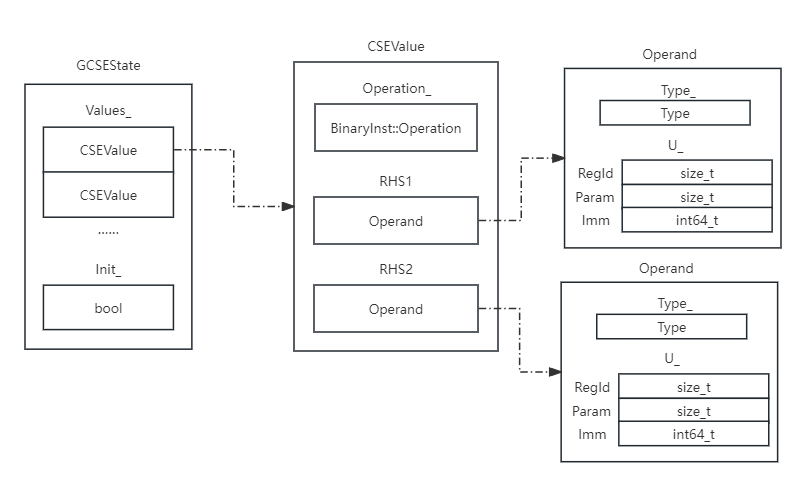 GCSEState
Values_
CSEValue
CSEValue
......
Init_
bool
CSEValue
Operation_
BinaryInst::Operation
RHS1
Operand
RHS2
Operand
Operand
Type_
Type
U_
RegId size_t
Param size_t
Imm int64_t
Operand
Type_
Type
U_
RegId size_t
Param size_t
Imm int64_t